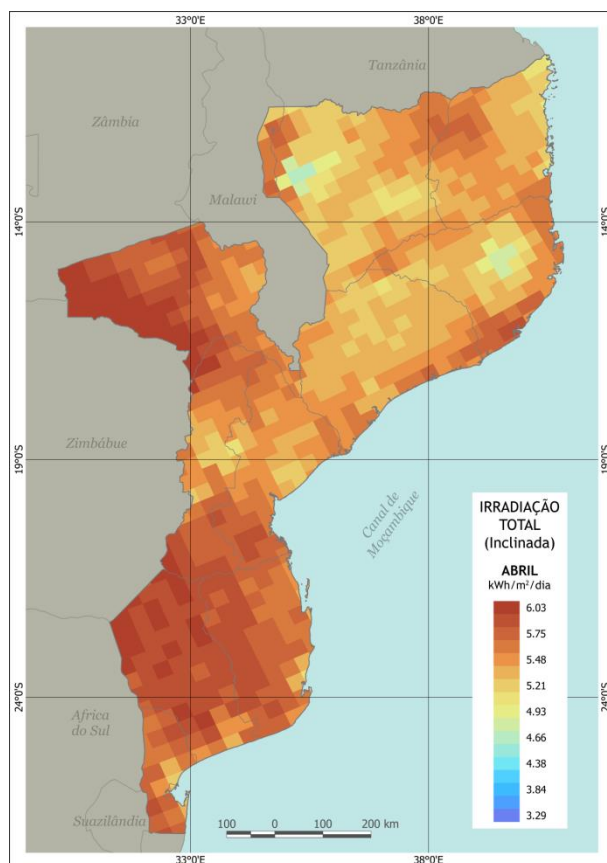 33°0'E
38°0'E
Tanzânia
Zâmbia
Malawi
14°0'S
14°0'S
Zimbábue
19°0'S
19°0'S
Canal de
Moçambique
IRRADIAÇÃO
TOTAL
(Inclinada)
ABRIL
kWh/m²/dia
6.03
5.75
5.48
5.21
4.93
4.66
4.38
3.84
3.29
24°0'S
24°0'S
Africa
do Sul
Suazilândia
100 0 100 200 km
33°0'E
38°0'E